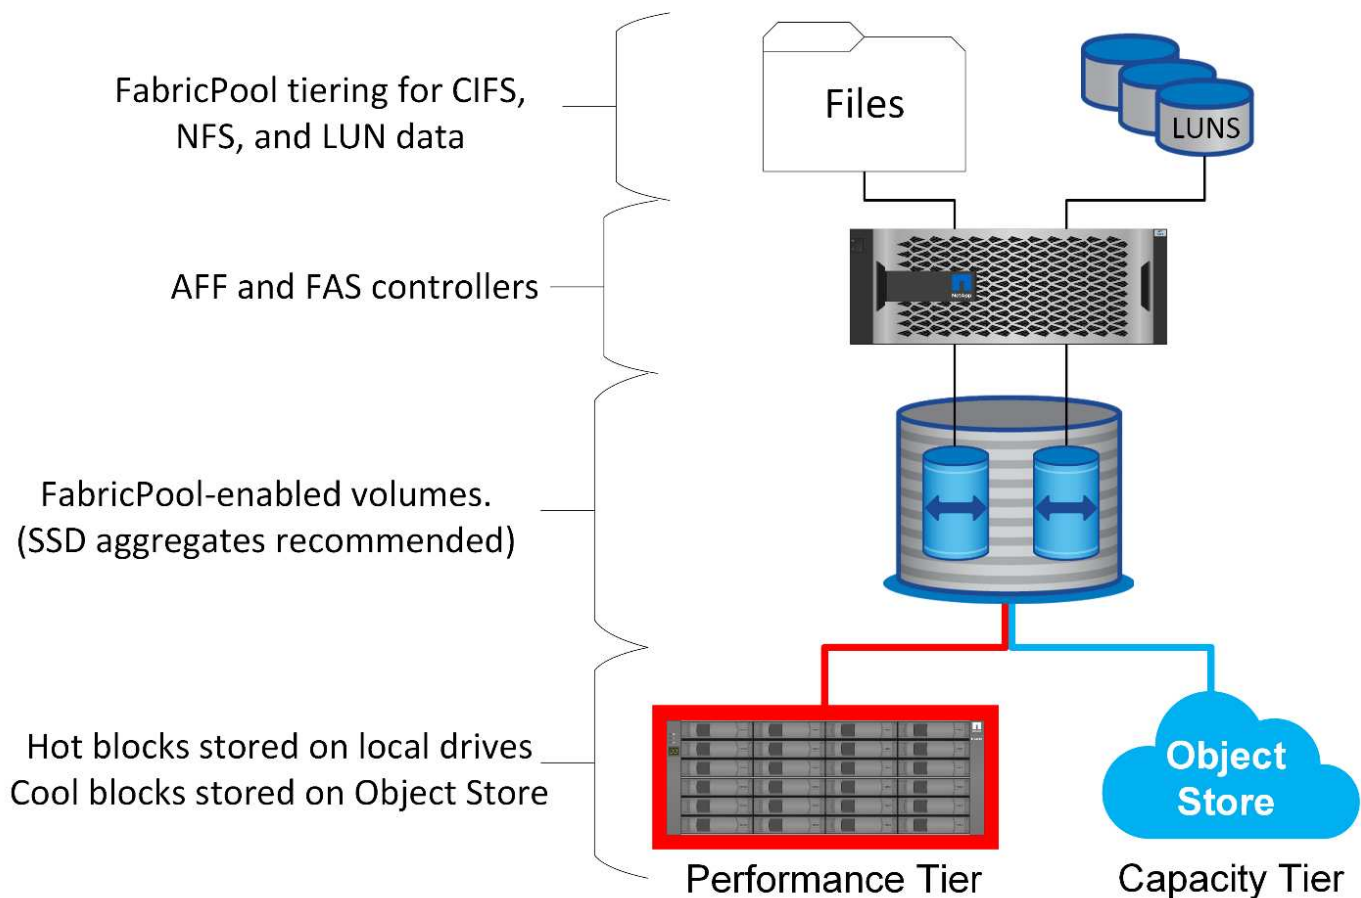 FabricPool tiering for CIFS,
NFS, and LUN data
Files
LUNS
AFF and FAS controllers
NetApp
FabricPool-enabled volumes.
(SSD aggregates recommended)
Hot blocks stored on local drives
Cool blocks stored on Object Store
Object
Store
Performance Tier
Capacity Tier